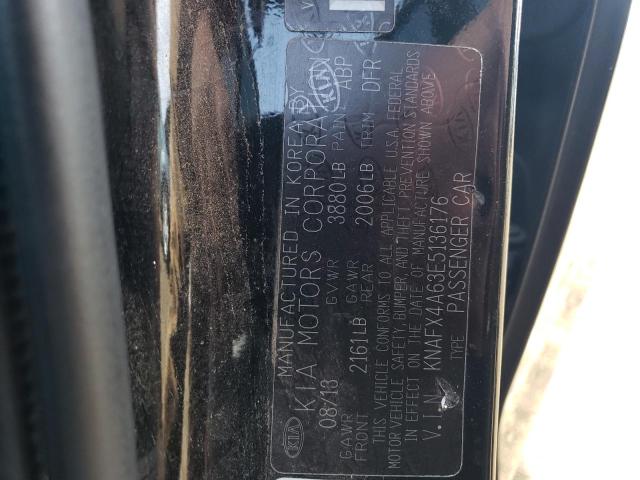 MANUFACTURED IN KOREA BY
KIA MOTORS CORPORATION
08/18 GVWR 3880LB PAINT ABP
GAWR FRONT 2161LB GAWR REAR 2006LB TRIM DFR
THIS VEHICLE CONFORMS TO ALL APPLICABLE U.S.A. FEDERAL
MOTOR VEHICLE SAFETY, BUMPER, AND THEFT PREVENTION STANDARDS
IN EFFECT ON THE DATE OF MANUFACTURE SHOWN ABOVE
V.I.N. KNAFX4A63E5136176
TYPE PASSENGER CAR
KIA